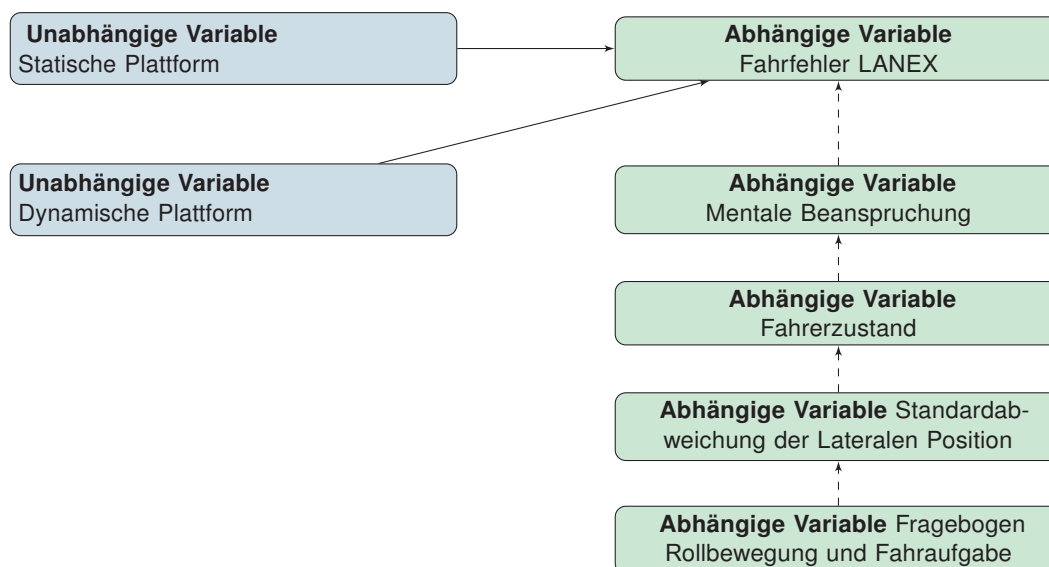 Unabhängige Variable
Statische Plattform
Abhängige Variable
Fahrfehler LANEX
Unabhängige Variable
Dynamische Plattform
Abhängige Variable
Mentale Beanspruchung
Abhängige Variable
Fahrerzustand
Abhängige Variable Standardab-
weichung der Lateralen Position
Abhängige Variable Fragebogen
Rollbewegung und Fahraufgabe